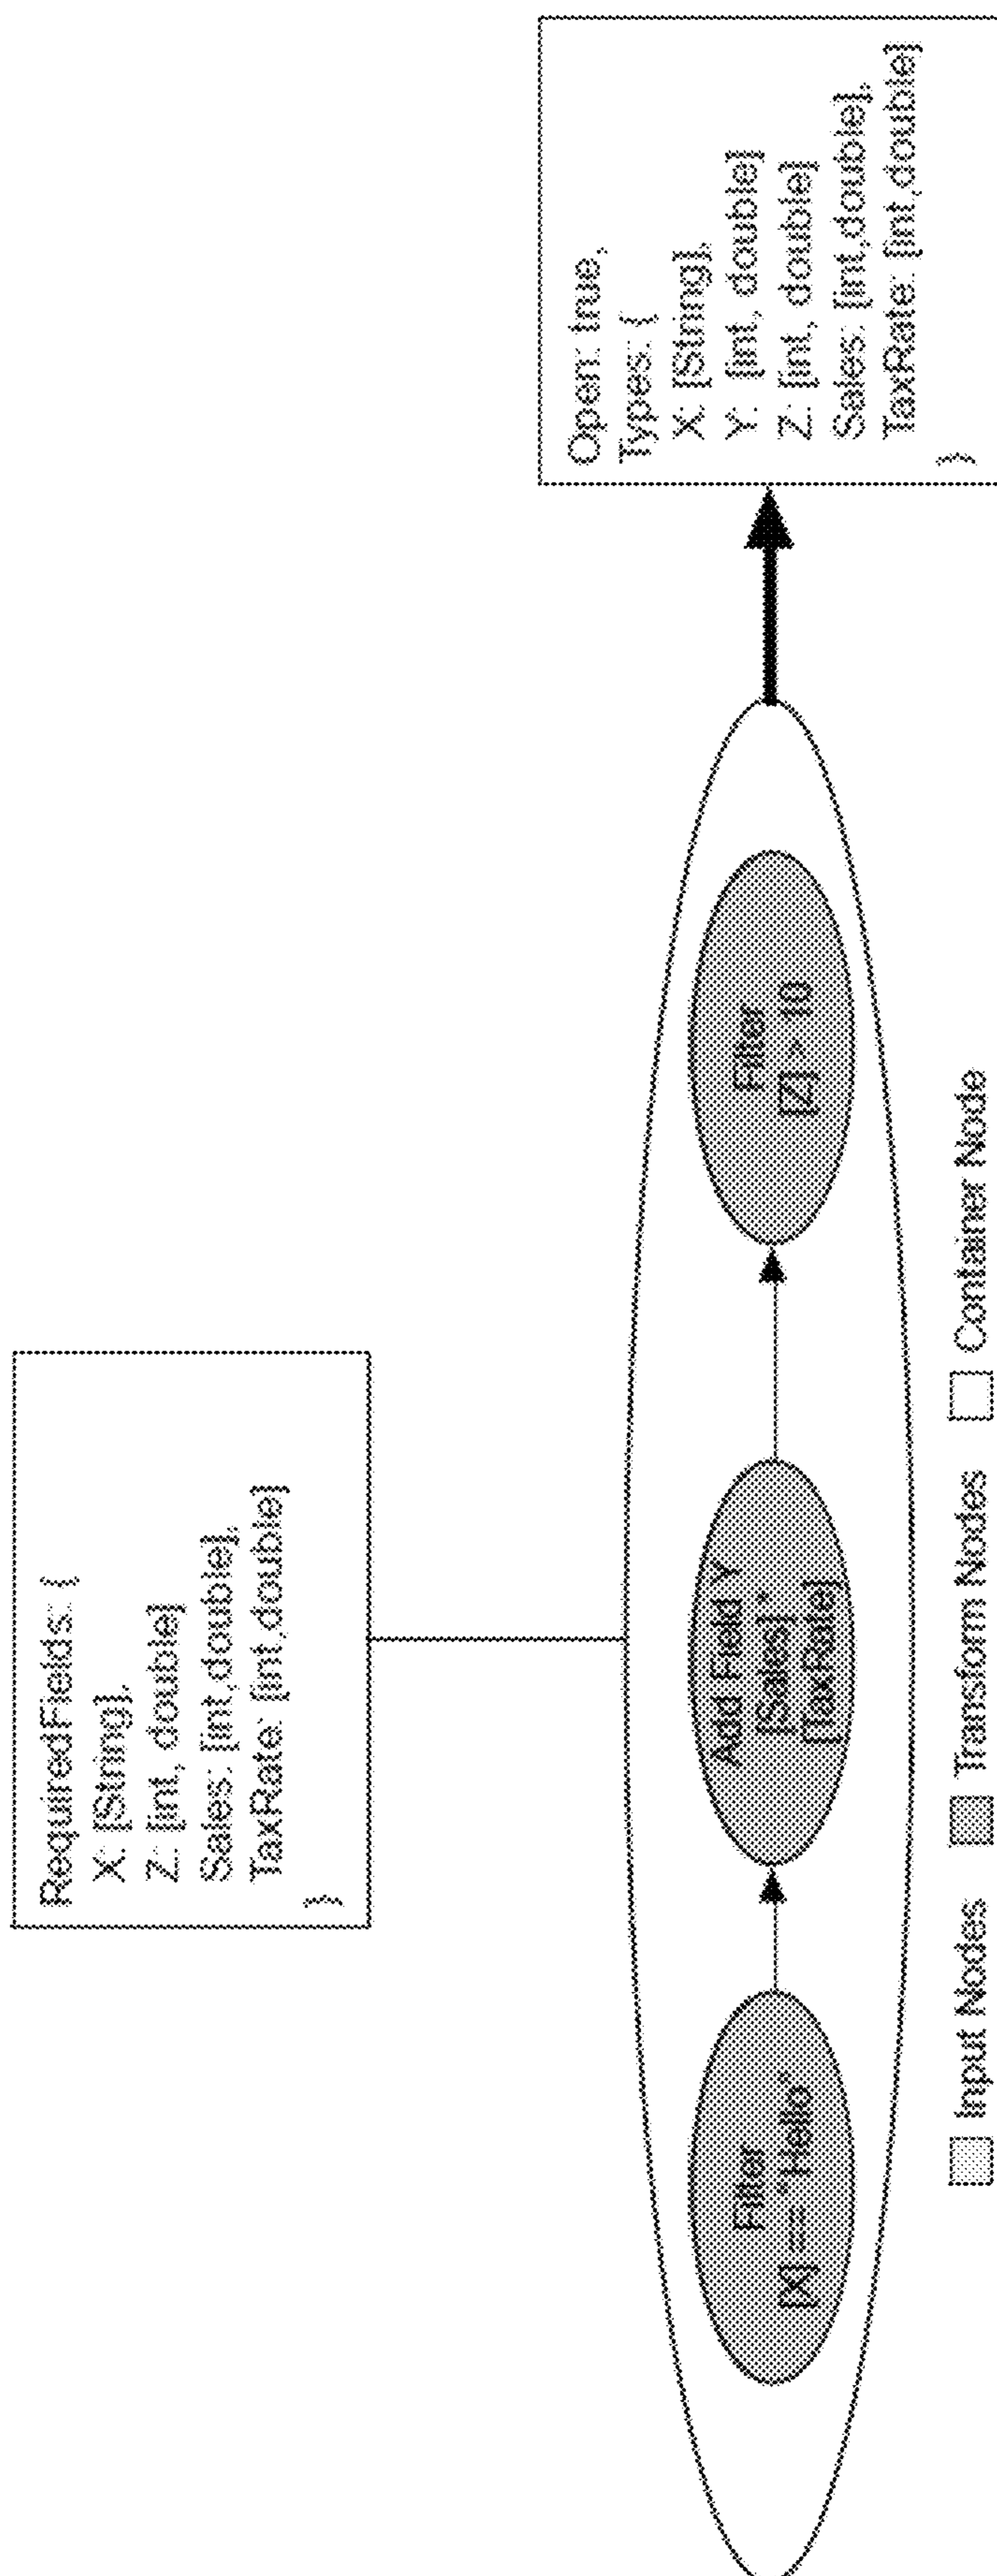 RequiredFields: {
X: [String],
Z: [int, double]
Sales: [int,double],
TaxRate: [int,double]
}
Filter
[X] == "Hello"
Add Field Y
[Sales] *
[TaxRate]
Filter
[Z] > 10
Open: true,
Types: {
X: [String],
Y: [int, double]
Z: [int, double]
Sales: [int,double],
TaxRate: [int,double]
}
Input Nodes
Transform Nodes
Container Node